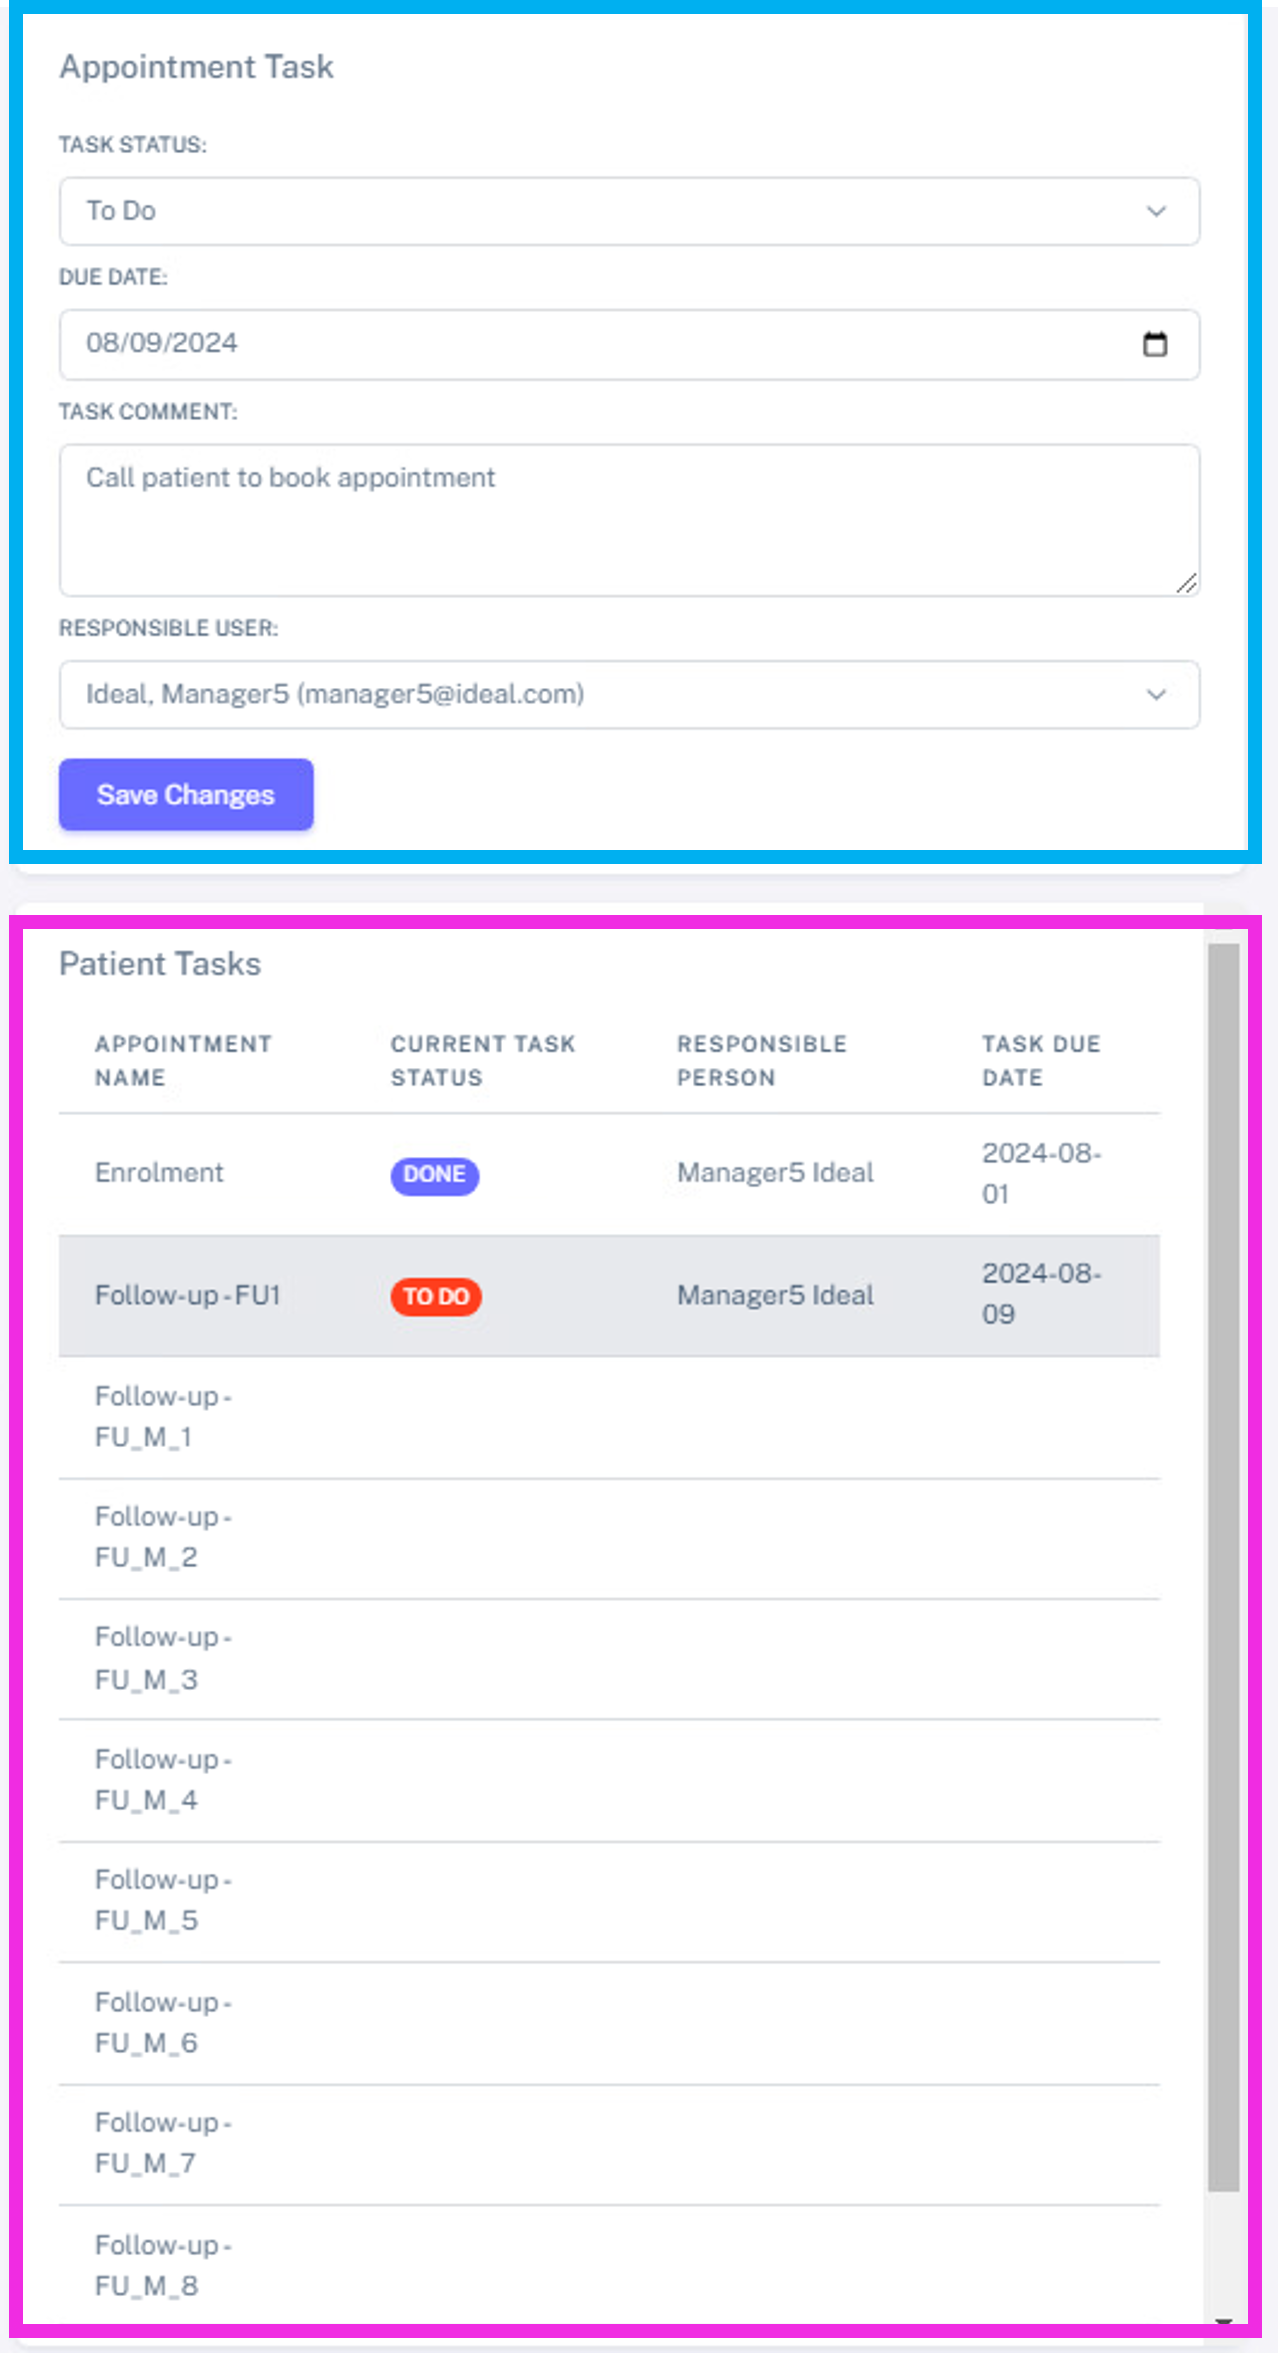 Appointment Task
TASK STATUS:
To Do
DUE DATE:
08/09/2024
TASK COMMENT:
Call patient to book appointment
RESPONSIBLE USER:
Ideal, Manager5 (manager5@ideal.com)
Save Changes
Patient Tasks
APPOINTMENT NAME
CURRENT TASK STATUS
RESPONSIBLE PERSON
TASK DUE DATE
Enrolment
DONE
Manager5 Ideal
2024-08-01
Follow-up - FU1
TO DO
Manager5 Ideal
2024-08-09
Follow-up -
FU_M_1
Follow-up -
FU_M_2
Follow-up -
FU_M_3
Follow-up -
FU_M_4
Follow-up -
FU_M_5
Follow-up -
FU_M_6
Follow-up -
FU_M_7
Follow-up -
FU_M_8